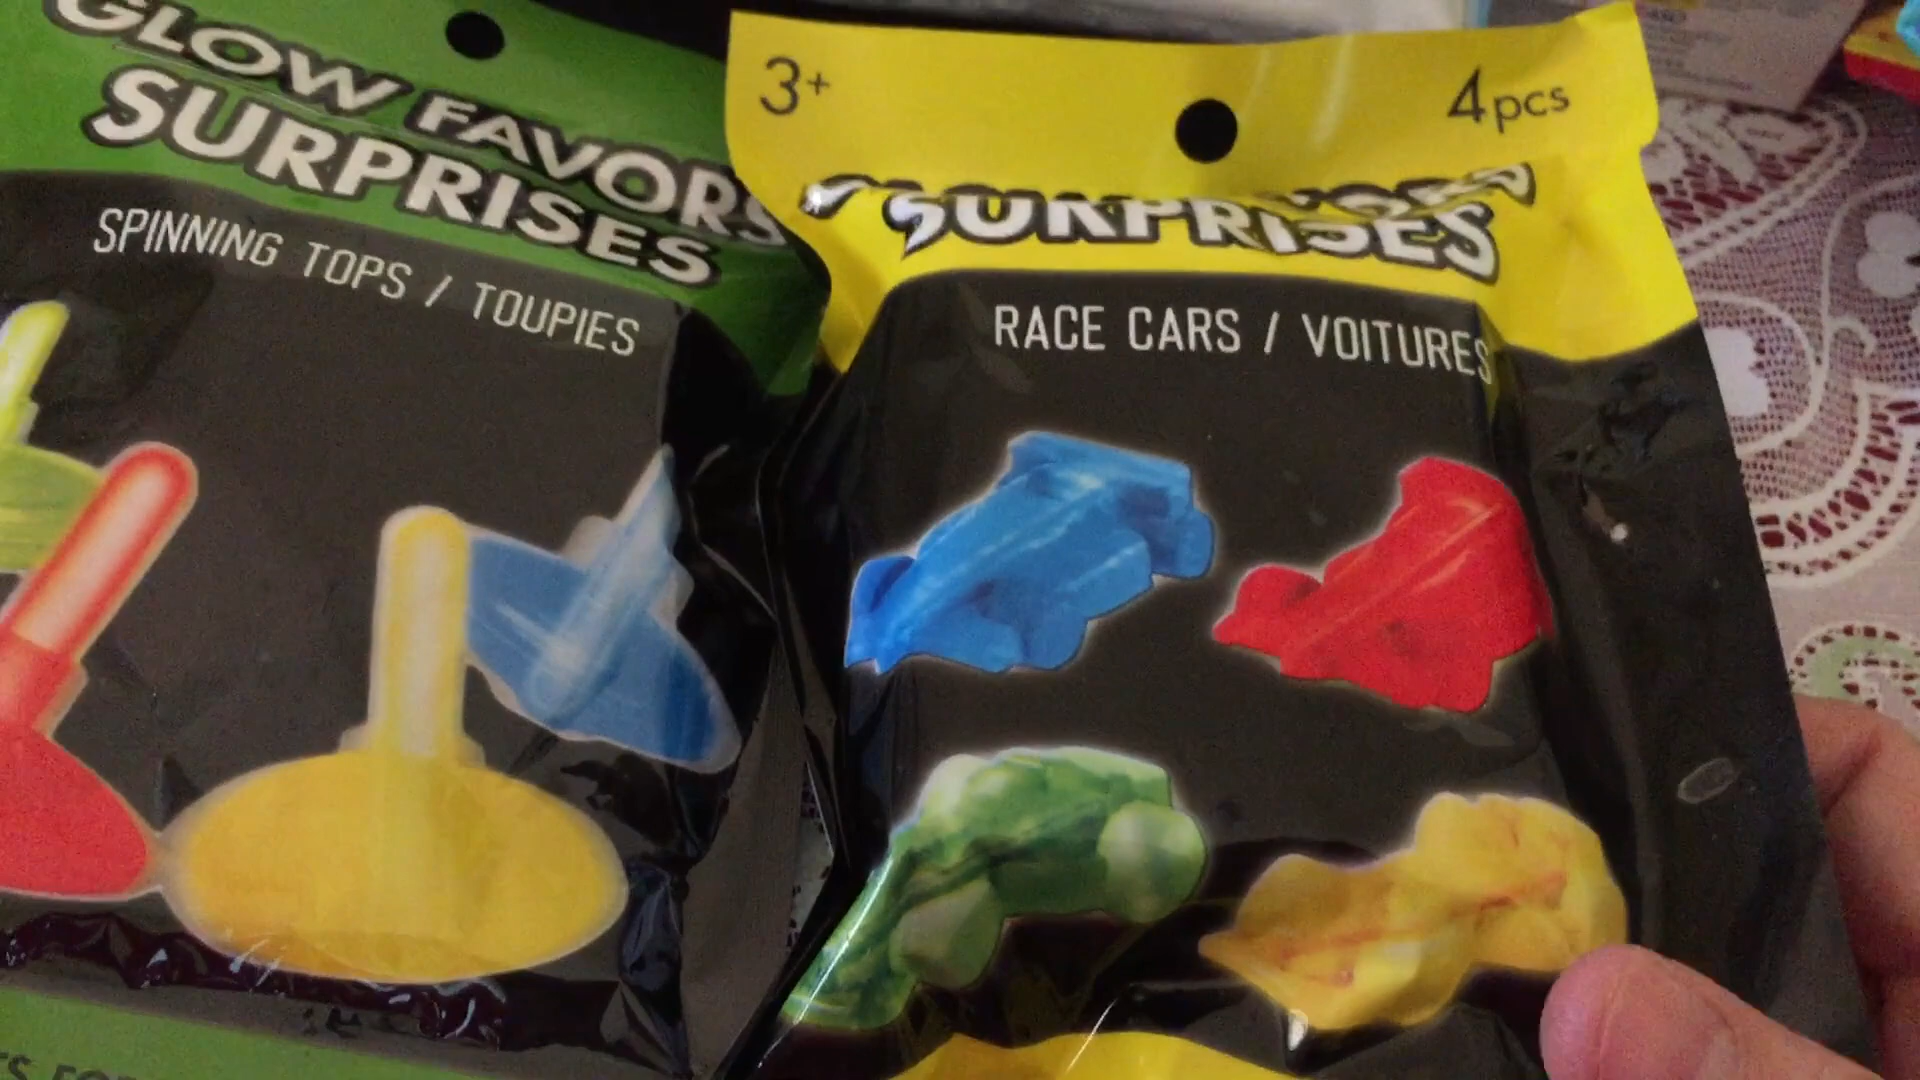 GLOW FAVORS
SURPRISES
SPINNING TOPS / TOUPIES
3+
4pcs
SURPRISES
RACE CARS / VOITURES